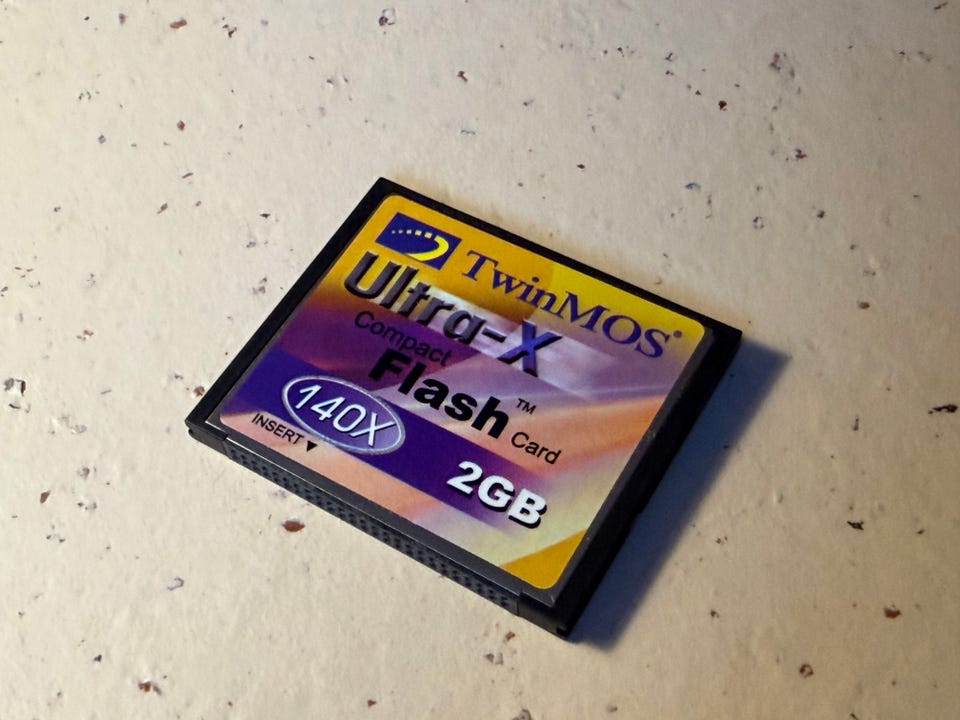 TwinMOS®
Ultra-X
Compact
Flash™ Card
140X
INSERT ▼
2GB